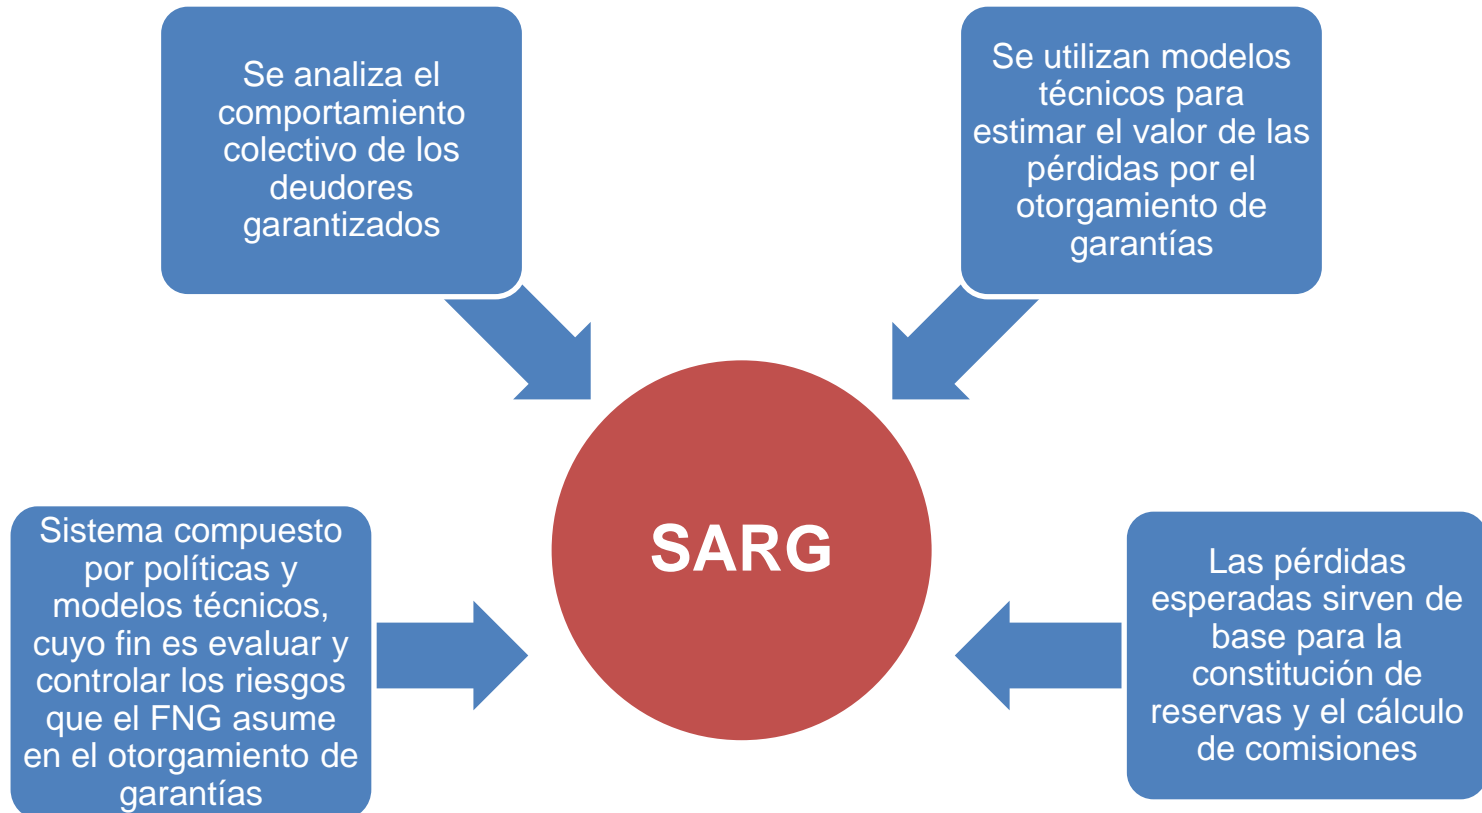 Se analiza el
comportamiento
colectivo de los
deudores
garantizados
Se utilizan modelos
técnicos para
estimar el valor de las
pérdidas por el
otorgamiento de
garantías
SARG
Sistema compuesto
por políticas y
modelos técnicos,
cuyo fin es evaluar y
controlar los riesgos
que el FNG asume
en el otorgamiento de
garantías
Las pérdidas
esperadas sirven de
base para la
constitución de
reservas y el cálculo
de comisiones